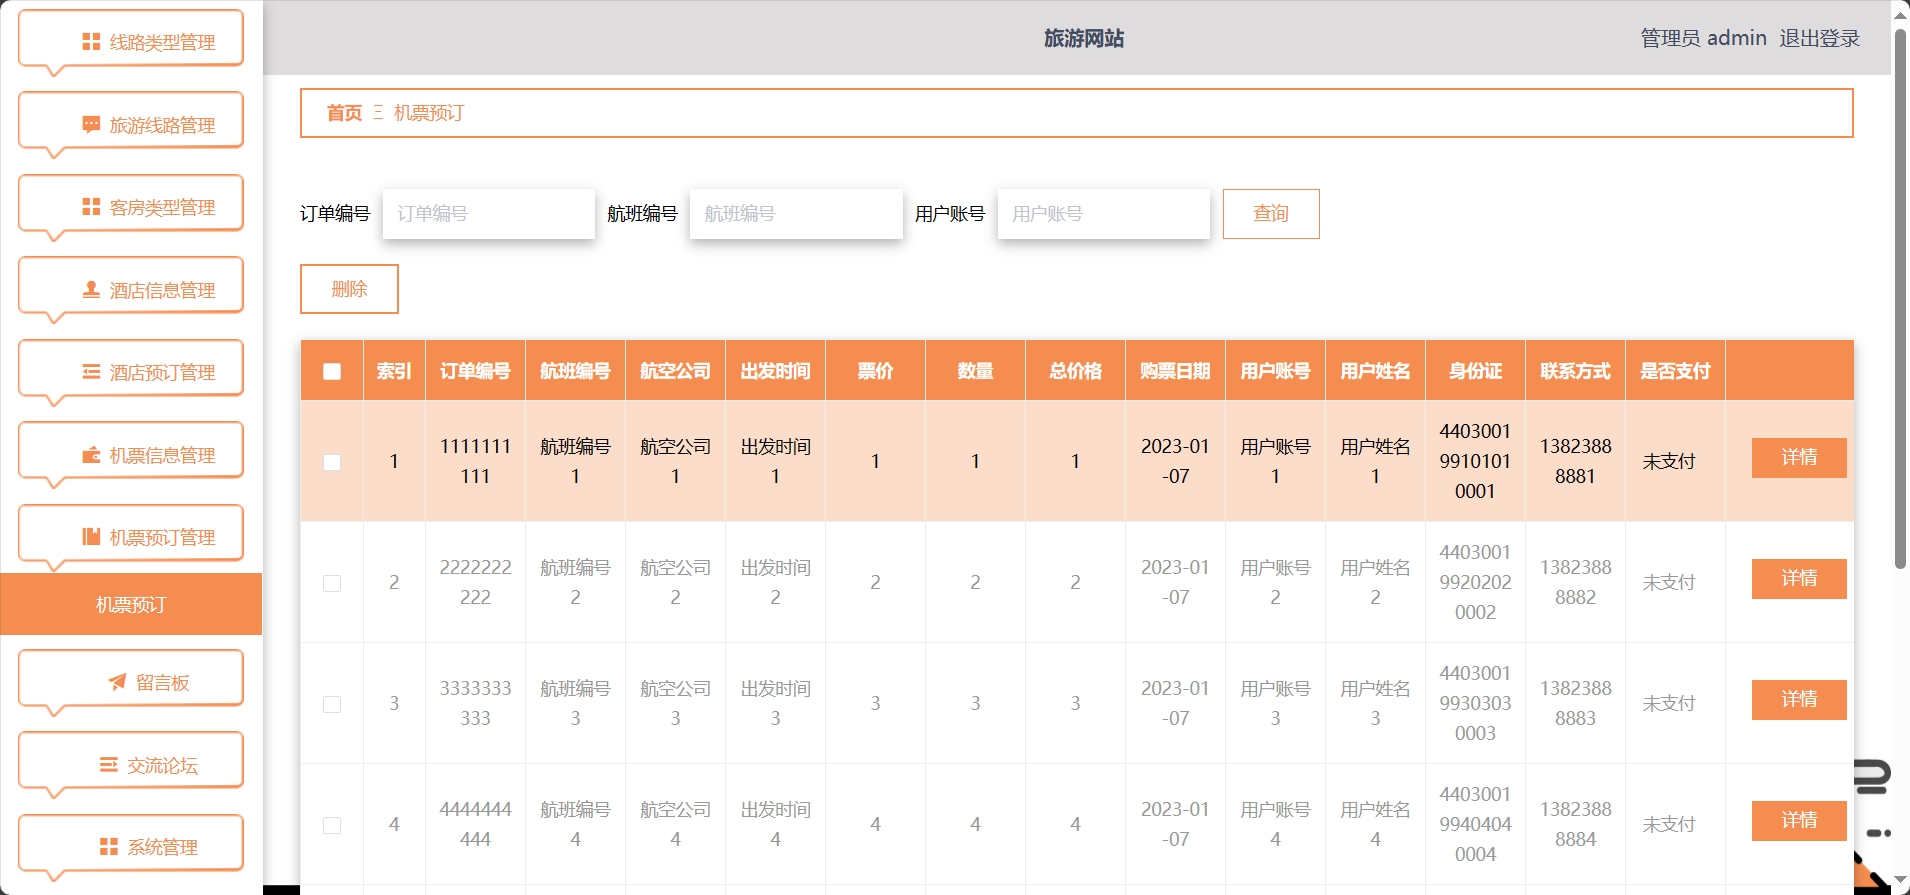 线路类型管理
旅游线路管理
客房类型管理
酒店信息管理
酒店预订管理
机票信息管理
机票预订管理
机票预订
留言板
交流论坛
系统管理
旅游网站
管理员 admin 退出登录
首页 Ξ 机票预订
订单编号 订单编号 航班编号 航班编号 用户账号 用户账号 查询
删除
索引 订单编号 航班编号 航空公司 出发时间 票价 数量 总价格 购票日期 用户账号 用户姓名 身份证 联系方式 是否支付
1 1111111111 航班编号1 航空公司1 出发时间1 1 1 1 2023-01-07 用户账号1 用户姓名1 440300199101010001 13823888881 未支付 详情
2 2222222222 航班编号2 航空公司2 出发时间2 2 2 2 2023-01-07 用户账号2 用户姓名2 440300199202020002 13823888882 未支付 详情
3 3333333333 航班编号3 航空公司3 出发时间3 3 3 3 2023-01-07 用户账号3 用户姓名3 440300199303030003 13823888883 未支付 详情
4 4444444444 航班编号4 航空公司4 出发时间4 4 4 4 2023-01-07 用户账号4 用户姓名4 440300199404040004 13823888884 未支付 详情